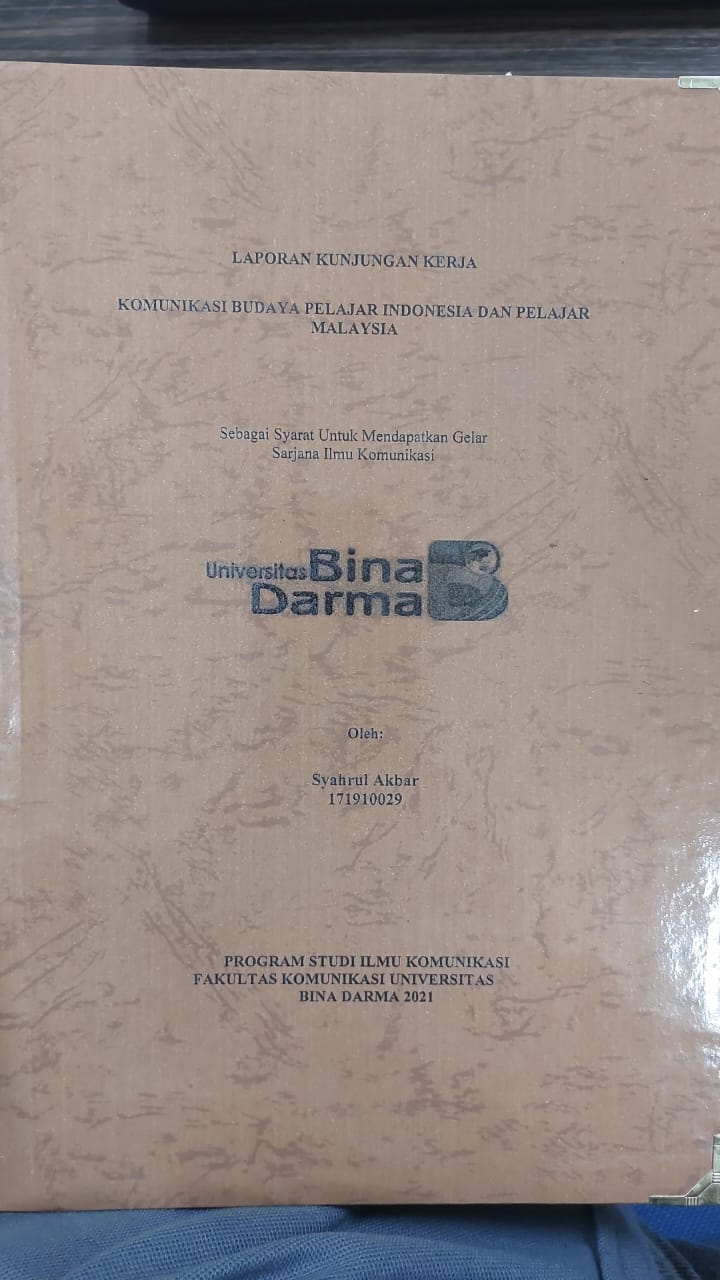 LAPORAN KUNJUNGAN KERJA
KOMUNIKASI BUDAYA PELAJAR INDONESIA DAN PELAJAR
MALAYSIA
Sebagai Syarat Untuk Mendapatkan Gelar
Sarjana Ilmu Komunikasi
Universitas Bina
Darma
Oleh:
Syahrul Akbar
171910029
PROGRAM STUDI ILMU KOMUNIKASI
FAKULTAS KOMUNIKASI UNIVERSITAS
BINA DARMA 2021